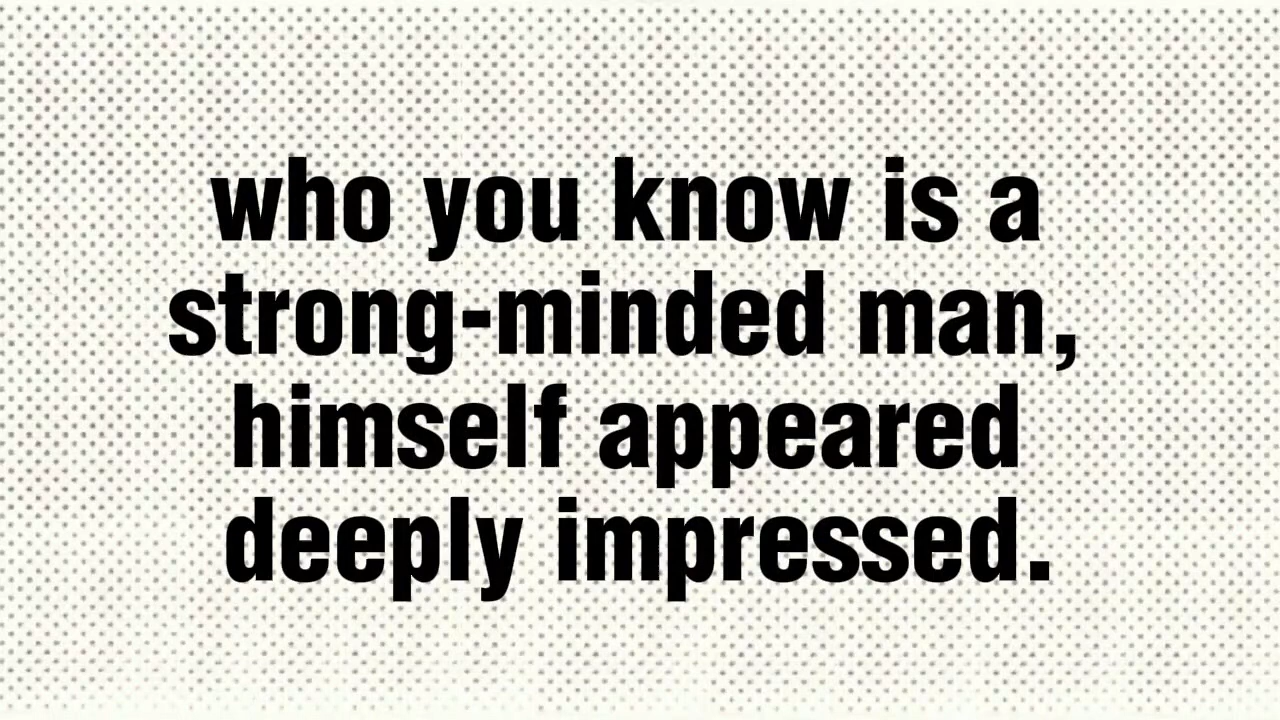 who you know is a
strong-minded man,
himself appeared
deeply impressed.